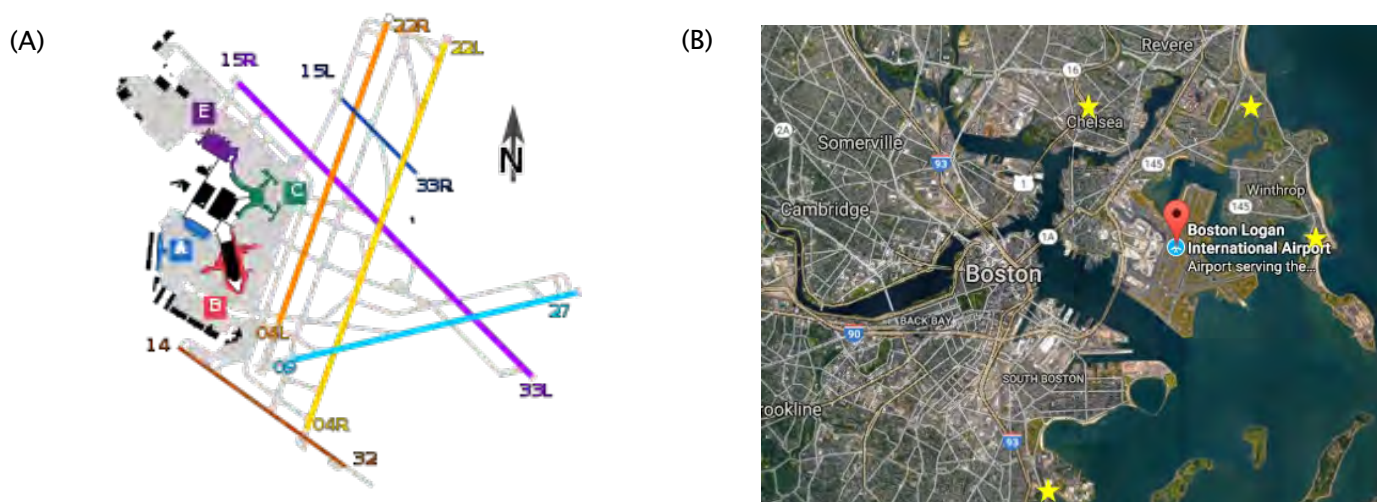 (A)
22R
22L
15R
15L
E
N
33R
C
A
B
27
04L
14
09
33L
04R
32
(B)
Revere
16
Chelsea
2A
Somerville
93
145
1
Winthrop
145
Cambridge
1A
Boston Logan
International Airport
Airport serving the...
Boston
BACK BAY
90
SOUTH BOSTON
rookline
93